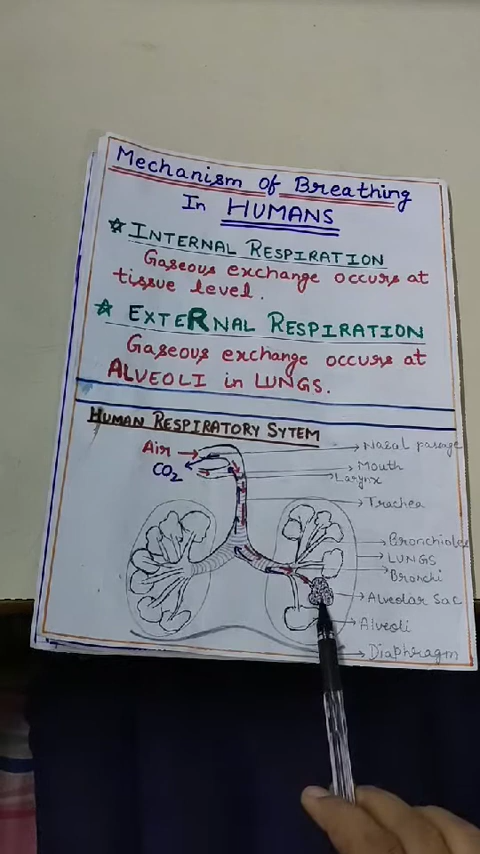 Mechanism of Breathing
In HUMANS
☆ INTERNAL RESPIRATION
Gaseous exchange occurs at
tissue level.
☆ EXTERNAL RESPIRATION
Gaseous exchange occurs at
ALVEOLI in LUNGS.
HUMAN RESPIRATORY SYTEM
Air
CO2
Nasal passage
Mouth
Larynx
Trachea
Bronchioles
LUNGS
Bronchi
Alveolar Sac
Alveoli
Diaphragm